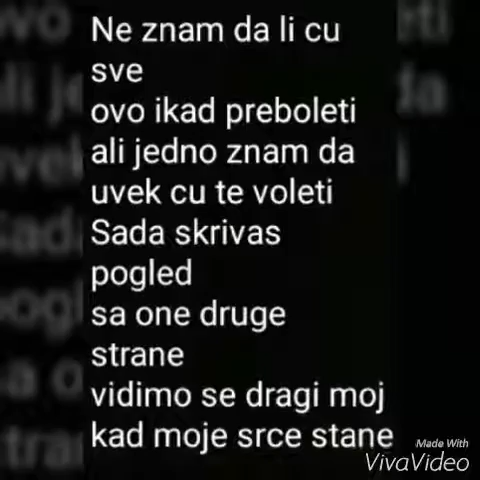 Ne znam da li cu
sve
ovo ikad preboleti
ali jedno znam da
uvek cu te voleti
Sada skrivas
pogled
sa one druge
strane
vidimo se dragi moj
kad moje srce stane
Made With
VivaVideo